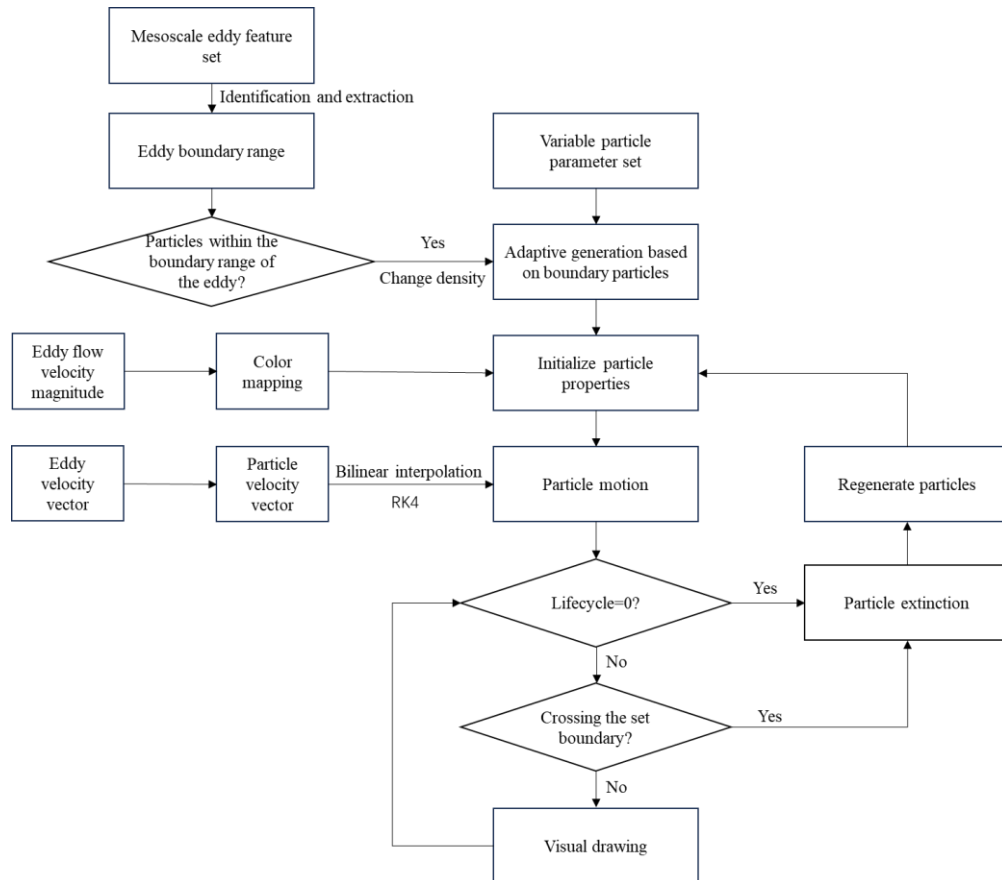 Mesoscale eddy feature
set
Identification and extraction
Eddy boundary range
Variable particle
parameter set
Particles within the
boundary range of
the eddy?
Yes
Change density
Adaptive generation based
on boundary particles
Eddy flow
velocity
magnitude
Color
mapping
Initialize particle
properties
Eddy
velocity
vector
Particle
velocity
vector
Bilinear interpolation
RK4
Particle motion
Regenerate particles
Lifecycle=0?
Yes
Particle extinction
No
Crossing the set
boundary?
Yes
No
Visual drawing